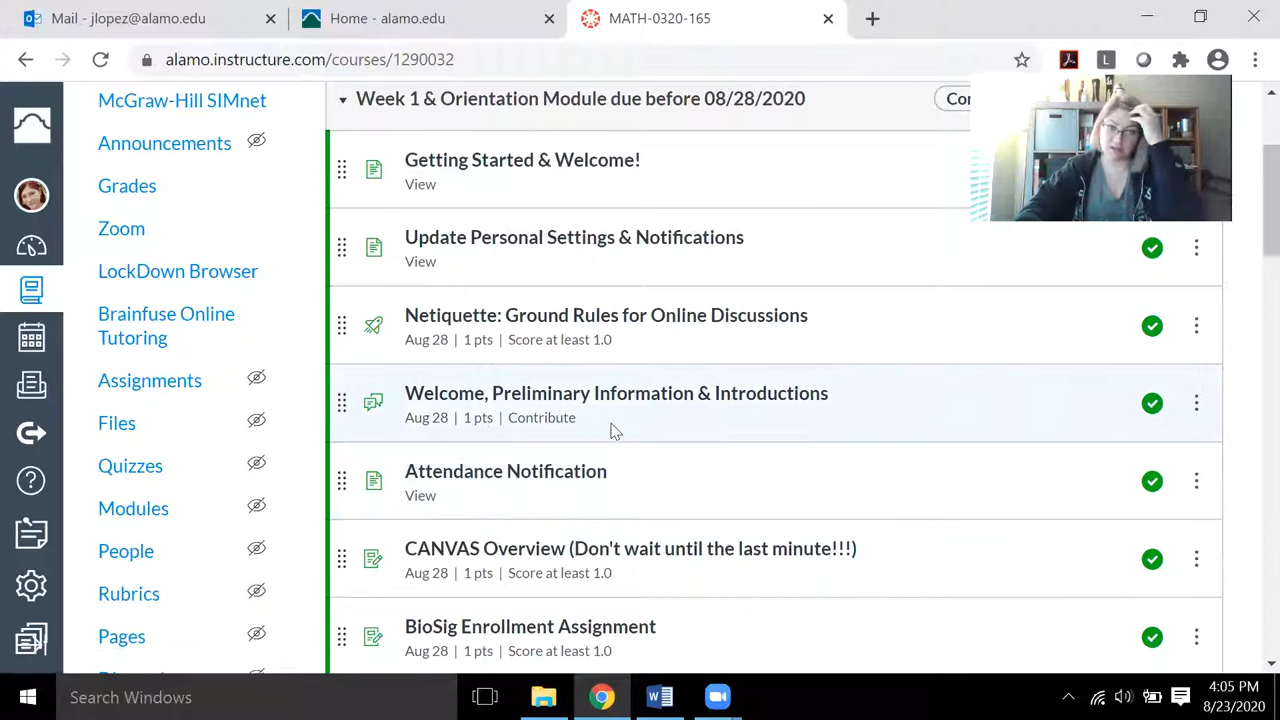 Mail - jlopez@alamo.edu
Home - alamo.edu
MATH-0320-165
alamo.instructure.com/courses/1290032
McGraw-Hill SIMnet
Announcements
Grades
Zoom
LockDown Browser
Brainfuse Online
Tutoring
Assignments
Files
Quizzes
Modules
People
Rubrics
Pages
Week 1 & Orientation Module due before 08/28/2020
Getting Started & Welcome!
View
Update Personal Settings & Notifications
View
Netiquette: Ground Rules for Online Discussions
Aug 28 | 1 pts | Score at least 1.0
Welcome, Preliminary Information & Introductions
Aug 28 | 1 pts | Contribute
Attendance Notification
View
CANVAS Overview (Don't wait until the last minute!!!)
Aug 28 | 1 pts | Score at least 1.0
BioSig Enrollment Assignment
Aug 28 | 1 pts | Score at least 1.0
Search Windows
4:05 PM
8/23/2020